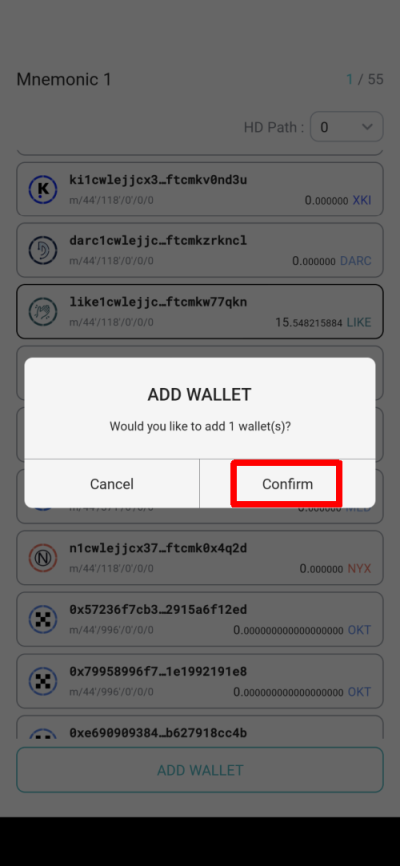 Mnemonic 1
1 / 55
HD Path : 0
ki1cwlejjcx3…ftcmkv0nd3u
m/44'/118'/0'/0/0
0.000000 XKI
darc1cwlejjc…ftcmkzrkncl
m/44'/118'/0'/0/0
0.000000 DARC
like1cwlejjc…ftcmkw77qkn
m/44'/118'/0'/0/0
15.548215884 LIKE
ADD WALLET
Would you like to add 1 wallet(s)?
Cancel
Confirm
n1cwlejjcx37…ftcmk0x4q2d
m/44'/118'/0'/0/0
0.000000 NYX
0x57236f7cb3…2915a6f12ed
m/44'/996'/0'/0/0
0.000000000000000000 OKT
0x79958996f7…1e1992191e8
m/44'/996'/0'/0/0
0.000000000000000000 OKT
0xe690909384…b627918cc4b
ADD WALLET